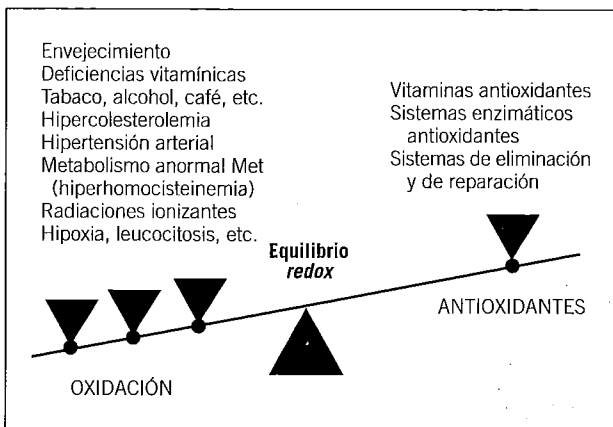 Envejecimiento
Deficiencias vitamínicas
Tabaco, alcohol, café, etc.
Hipercolesterolemia
Hipertensión arterial
Metabolismo anormal Met
(hiperhomocisteinemia)
Radiaciones ionizantes
Hipoxia, leucocitosis, etc.
Vitaminas antioxidantes
Sistemas enzimáticos
antioxidantes
Sistemas de eliminación
y de reparación
Equilibrio
redox
ANTIOXIDANTES
OXIDACIÓN